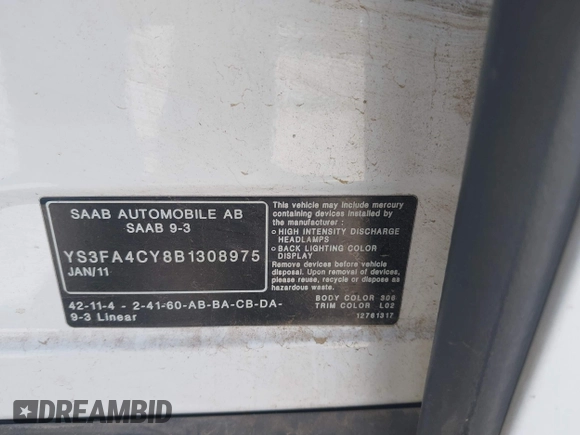 SAAB AUTOMOBILE AB
SAAB 9-3
YS3FA4CY8B1308975
JAN/11
42-11-4 - 2-41-60-AB-BA-CB-DA-
9-3 Linear
This vehicle may include mercury
containing devices installed by
the manufacturer:
o HIGH INTENSITY DISCHARGE
HEADLAMPS
o BACK LIGHTING COLOR
DISPLAY
Remove devices before vehicle
disposal. Upon removal of devices,
please reuse, recycle or dispose
as hazardous waste.
BODY COLOR 306
TRIM COLOR L02
12781317
DREAMBID